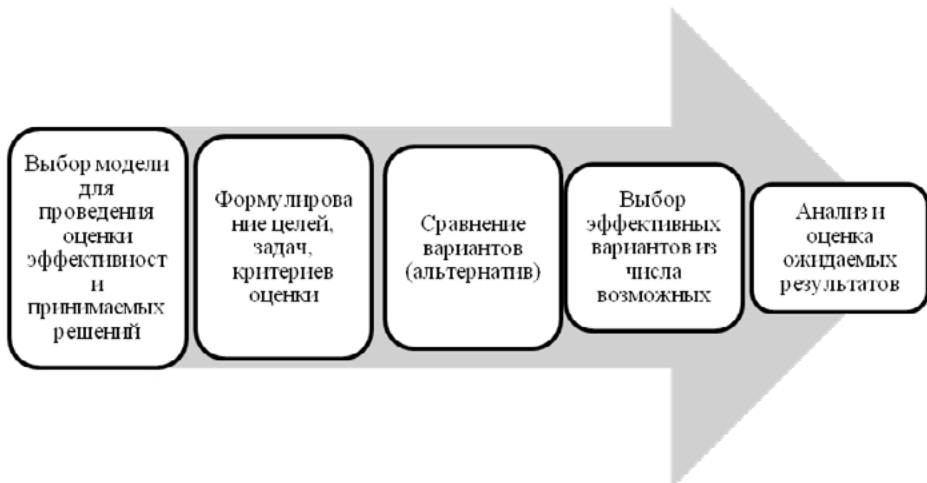 Выбор модели
для
проведения
оценки
эффективност
и
принимаемых
решений
Формулирова
ние целей,
задач,
критериев
оценки
Сравнение
вариантов
(альтернатив)
Выбор
эффективных
вариантов из
числа
возможных
Анализ и
оценка
ожидаемых
результатов